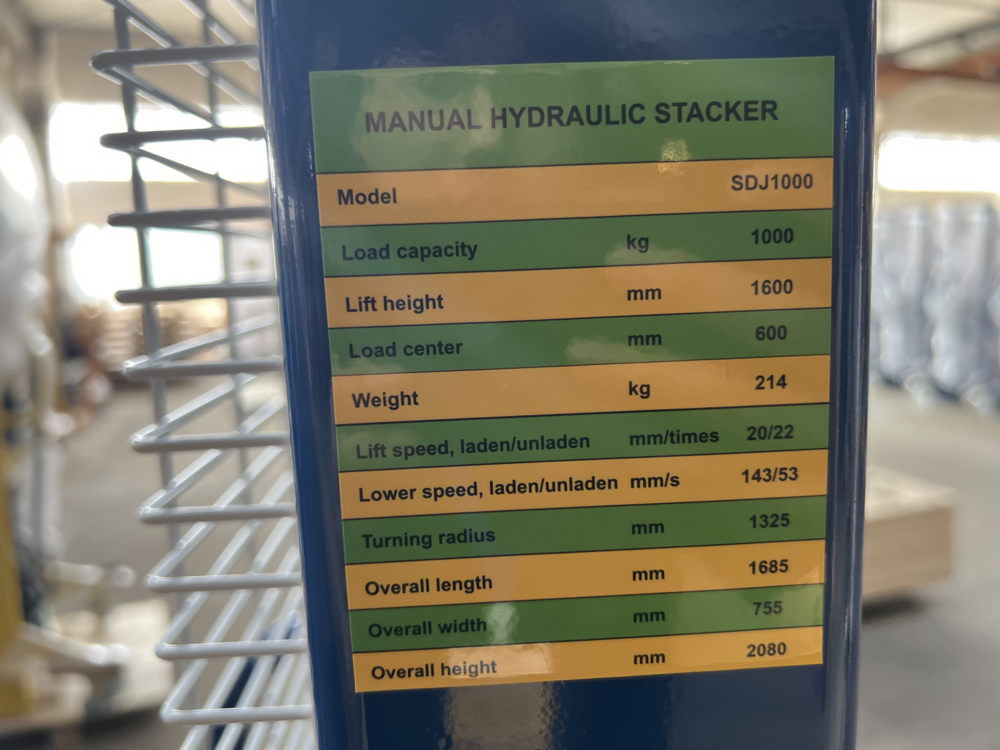 MANUAL HYDRAULIC STACKER
Model SDJ1000
Load capacity kg 1000
Lift height mm 1600
Load center mm 600
Weight kg 214
Lift speed, laden/unladen mm/times 20/22
Lower speed, laden/unladen mm/s 143/53
Turning radius mm 1325
Overall length mm 1685
Overall width mm 755
Overall height mm 2080